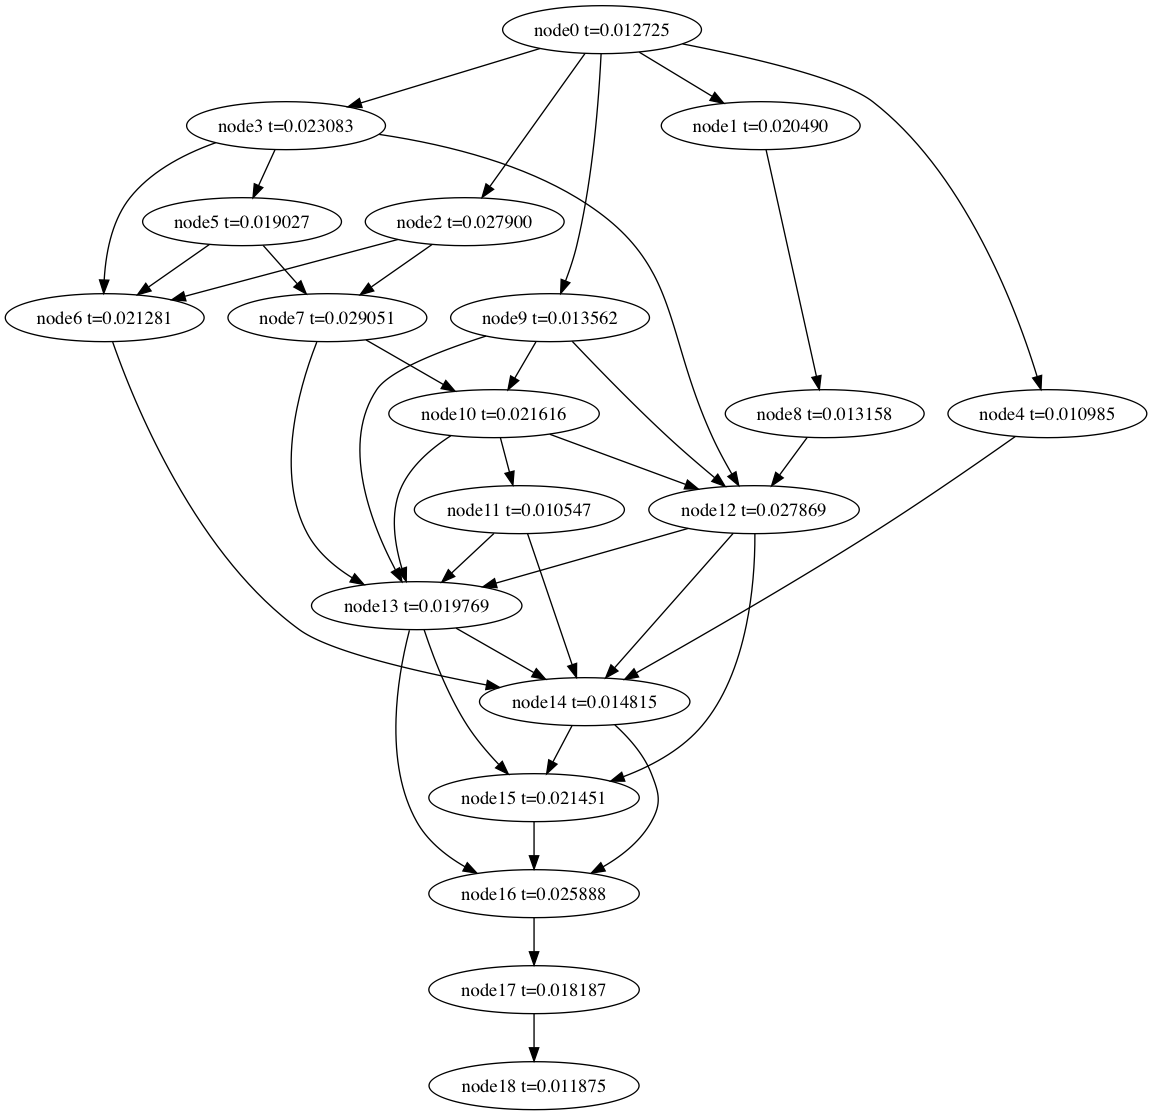 node0 t=0.012725
node3 t=0.023083
node1 t=0.020490
node5 t=0.019027
node2 t=0.027900
node6 t=0.021281
node7 t=0.029051
node9 t=0.013562
node10 t=0.021616
node8 t=0.013158
node4 t=0.010985
node11 t=0.010547
node12 t=0.027869
node13 t=0.019769
node14 t=0.014815
node15 t=0.021451
node16 t=0.025888
node17 t=0.018187
node18 t=0.011875